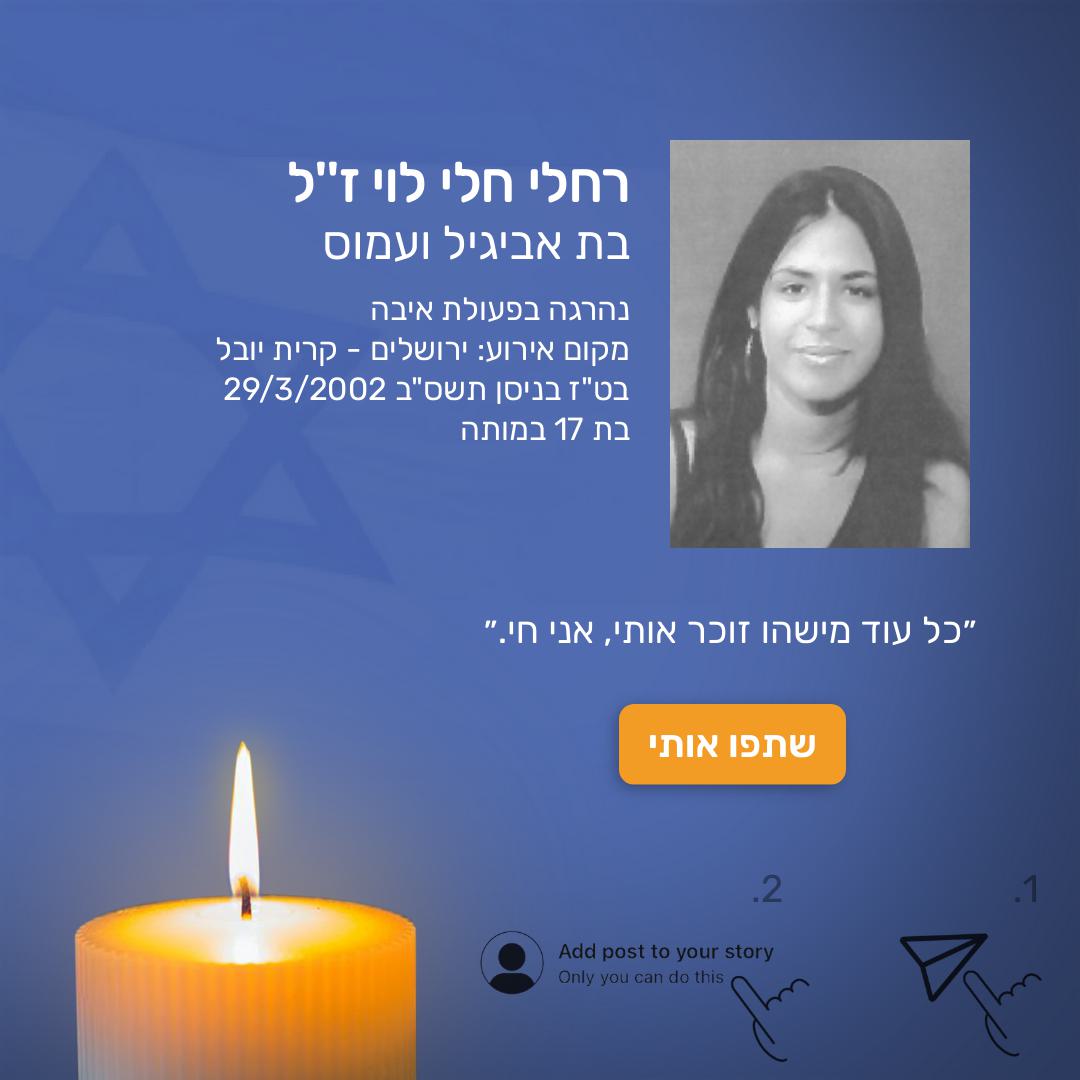 רחלי חלי לוי ז"ל
בת אביגיל ועמוס
נהרגה בפעולת איבה
מקום אירוע: ירושלים - קרית יובל
בט"ז בניסן תשס"ב 29/3/2002
בת 17 במותה
״כל עוד מישהו זוכר אותי, אני חי.״
שתפו אותי
.1
.2
Add post to your story
Only you can do this